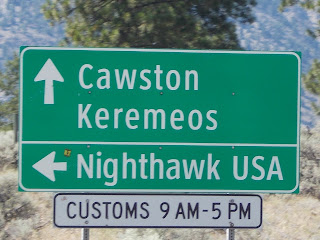 Cawston
Keremeos
Nighthawk USA
CUSTOMS 9 AM-5 PM